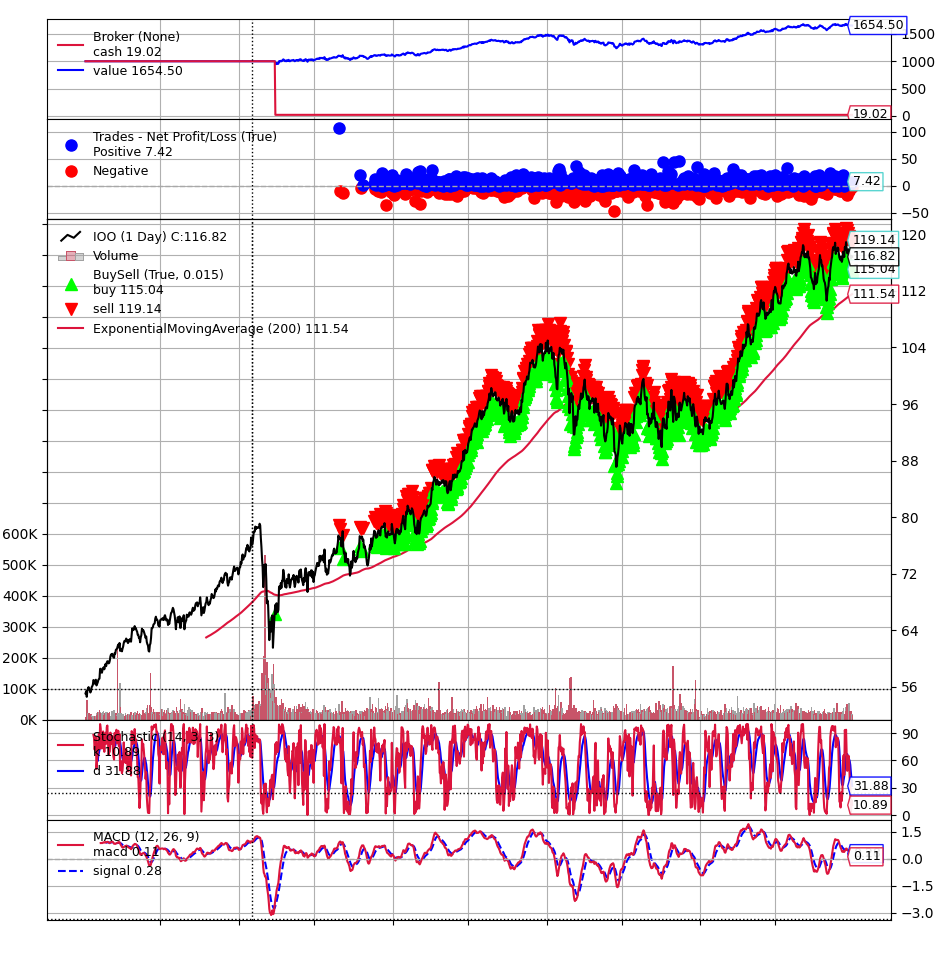 Broker (None)
cash 19.02
value 1654.50
1654.50
1500
1000
500
19.02
0
Trades - Net Profit/Loss (True)
Positive 7.42
Negative
100
50
7.42
0
−50
IOO (1 Day) C:116.82
Volume
BuySell (True, 0.015)
buy 115.04
sell 119.14
ExponentialMovingAverage (200) 111.54
120
119.14
116.82
115.04
112
111.54
104
96
88
80
72
64
56
600K
500K
400K
300K
200K
100K
0K
Stochastic (14, 3, 3)
k 10.89
d 31.88
90
60
31.88
30
10.89
0
MACD (12, 26, 9)
macd 0.11
signal 0.28
1.5
0.11
0.0
−1.5
−3.0